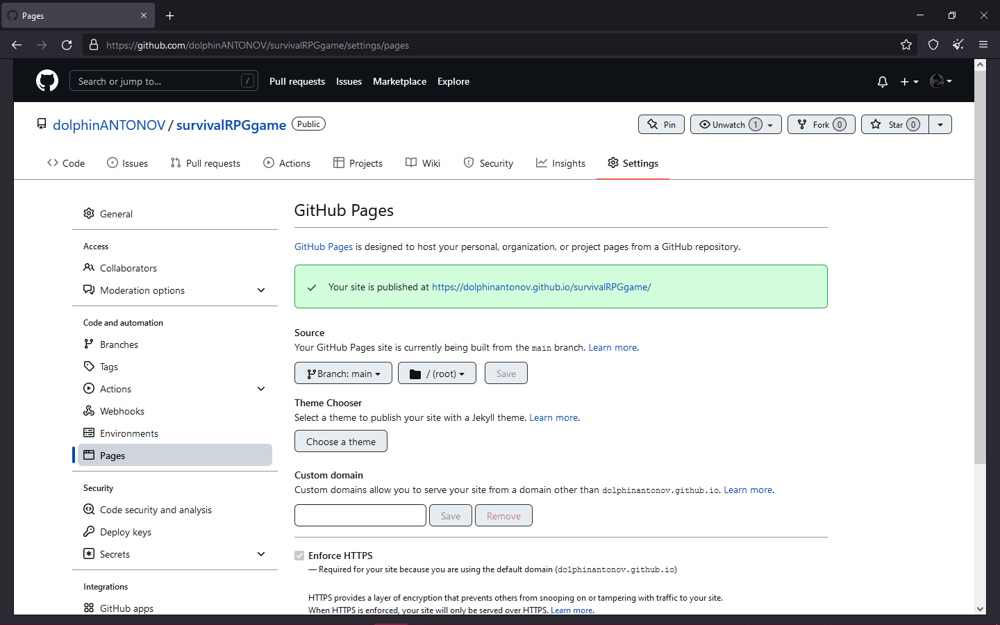 Pages
https://github.com/dolphinANTONOV/survivalRPGgame/settings/pages
Search or jump to... /
Pull requests Issues Marketplace Explore
dolphinANTONOV / survivalRPGgame Public
Pin Unwatch 1 Fork 0 Star 0
Code Issues Pull requests Actions Projects Wiki Security Insights Settings
General
Access
Collaborators
Moderation options
Code and automation
Branches
Tags
Actions
Webhooks
Environments
Pages
Security
Code security and analysis
Deploy keys
Secrets
Integrations
GitHub apps
GitHub Pages
GitHub Pages is designed to host your personal, organization, or project pages from a GitHub repository.
Your site is published at https://dolphinantonov.github.io/survivalRPGgame/
Source
Your GitHub Pages site is currently being built from the main branch. Learn more.
Branch: main / (root) Save
Theme Chooser
Select a theme to publish your site with a Jekyll theme. Learn more.
Choose a theme
Custom domain
Custom domains allow you to serve your site from a domain other than dolphinantonov.github.io. Learn more.
Save Remove
Enforce HTTPS
— Required for your site because you are using the default domain (dolphinantonov.github.io)
HTTPS provides a layer of encryption that prevents others from snooping on or tampering with traffic to your site.
When HTTPS is enforced, your site will only be served over HTTPS. Learn more.